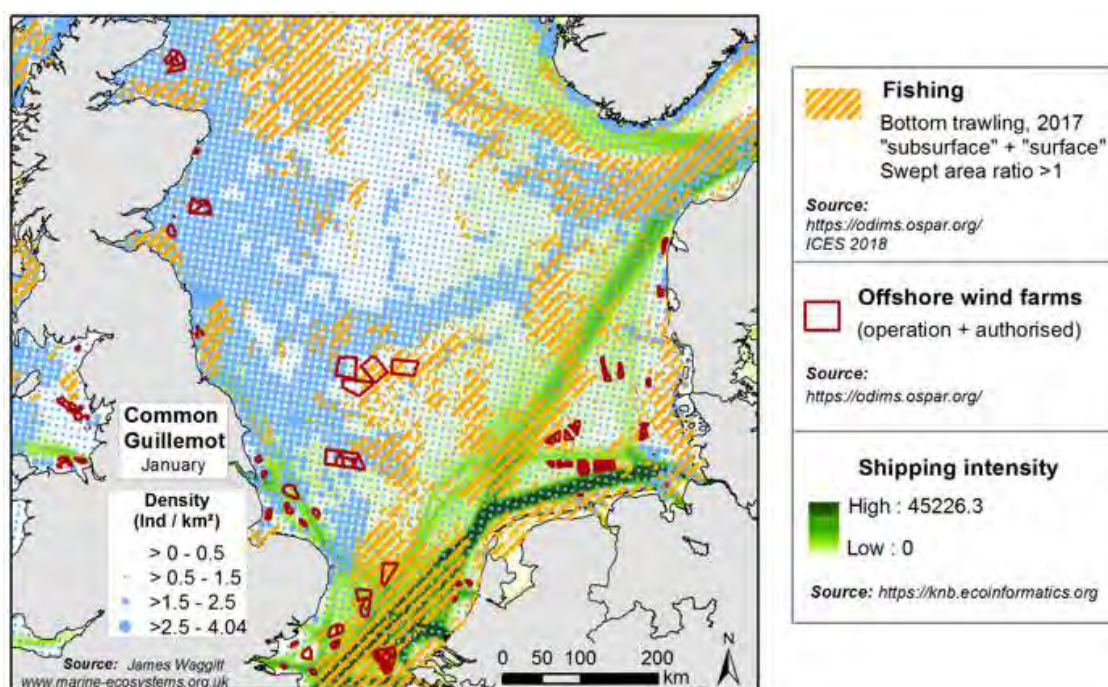 Common
Guillemot
January
Density
(Ind / km²)
> 0 - 0.5
> 0.5 - 1.5
>1.5 - 2.5
>2.5 - 4.04
Source: James Waggitt
www.marine-ecosystems.org.uk
0 50 100 200
km
N
Fishing
Bottom trawling, 2017
"subsurface" + "surface"
Swept area ratio >1
Source:
https://odims.ospar.org/
ICES 2018
Offshore wind farms
(operation + authorised)
Source:
https://odims.ospar.org/
Shipping intensity
High : 45226.3
Low : 0
Source: https://knb.ecoinformatics.org